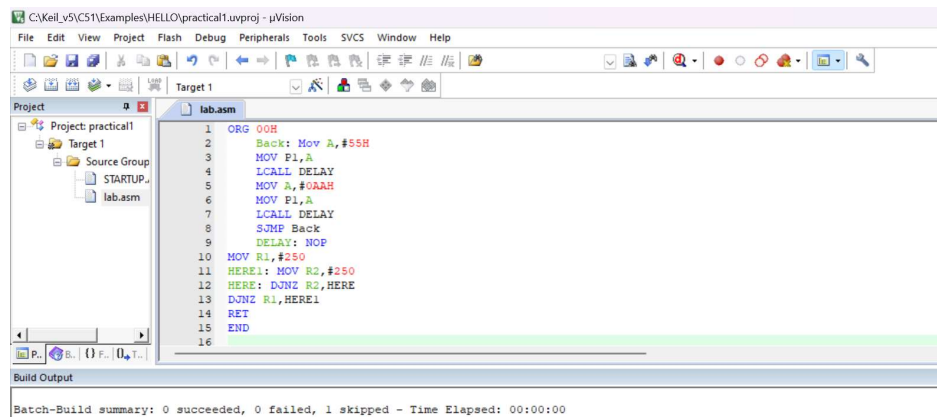 C:\Keil_v5\C51\Examples\HELLO\practical1.uvproj - µVision
File Edit View Project Flash Debug Peripherals Tools SVCS Window Help
Target 1
Project
lab.asm
Project: practical1
Target 1
Source Group
STARTUP.
lab.asm
1 ORG 00H
2 Back: Mov A,#55H
3 MOV P1,A
4 LCALL DELAY
5 MOV A,#0AAH
6 MOV P1,A
7 LCALL DELAY
8 SJMP Back
9 DELAY: NOP
10 MOV R1,#250
11 HERE1: MOV R2,#250
12 HERE: DJNZ R2,HERE
13 DJNZ R1,HERE1
14 RET
15 END
16
P.. B.. {} F.. 0 T..
Build Output
Batch-Build summary: 0 succeeded, 0 failed, 1 skipped - Time Elapsed: 00:00:00